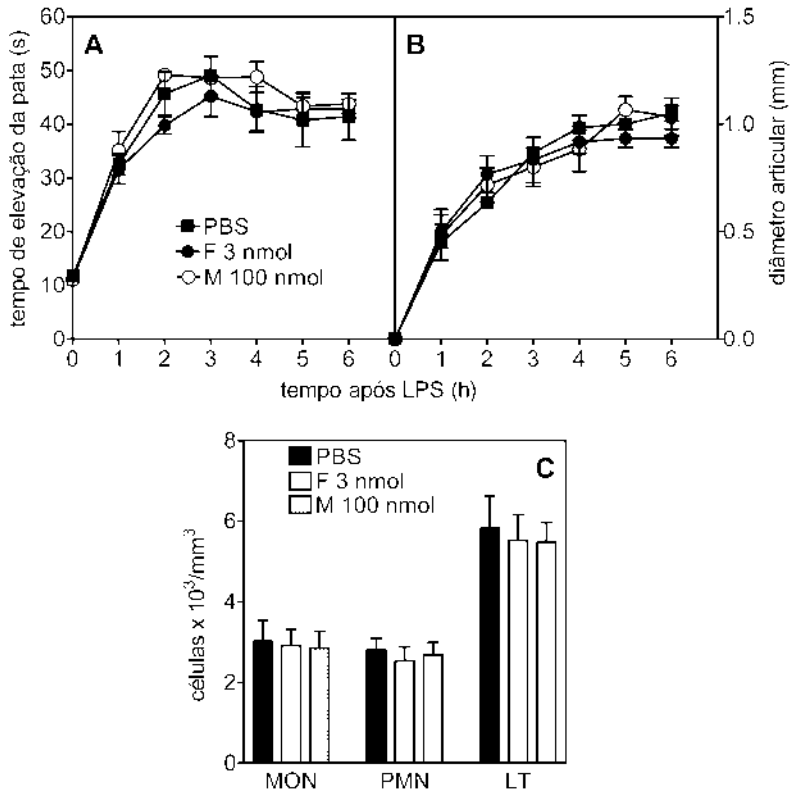 A
B
tempo de elevação da pata (s)
60
50
40
30
20
10
0
PBS
F 3 nmol
M 100 nmol
0 1 2 3 4 5 6
0 1 2 3 4 5 6
tempo após LPS (h)
1.5
1.0
0.5
0.0
diâmetro articular (mm)
C
células x 10³/mm³
8
6
4
2
0
PBS
F 3 nmol
M 100 nmol
MON PMN LT